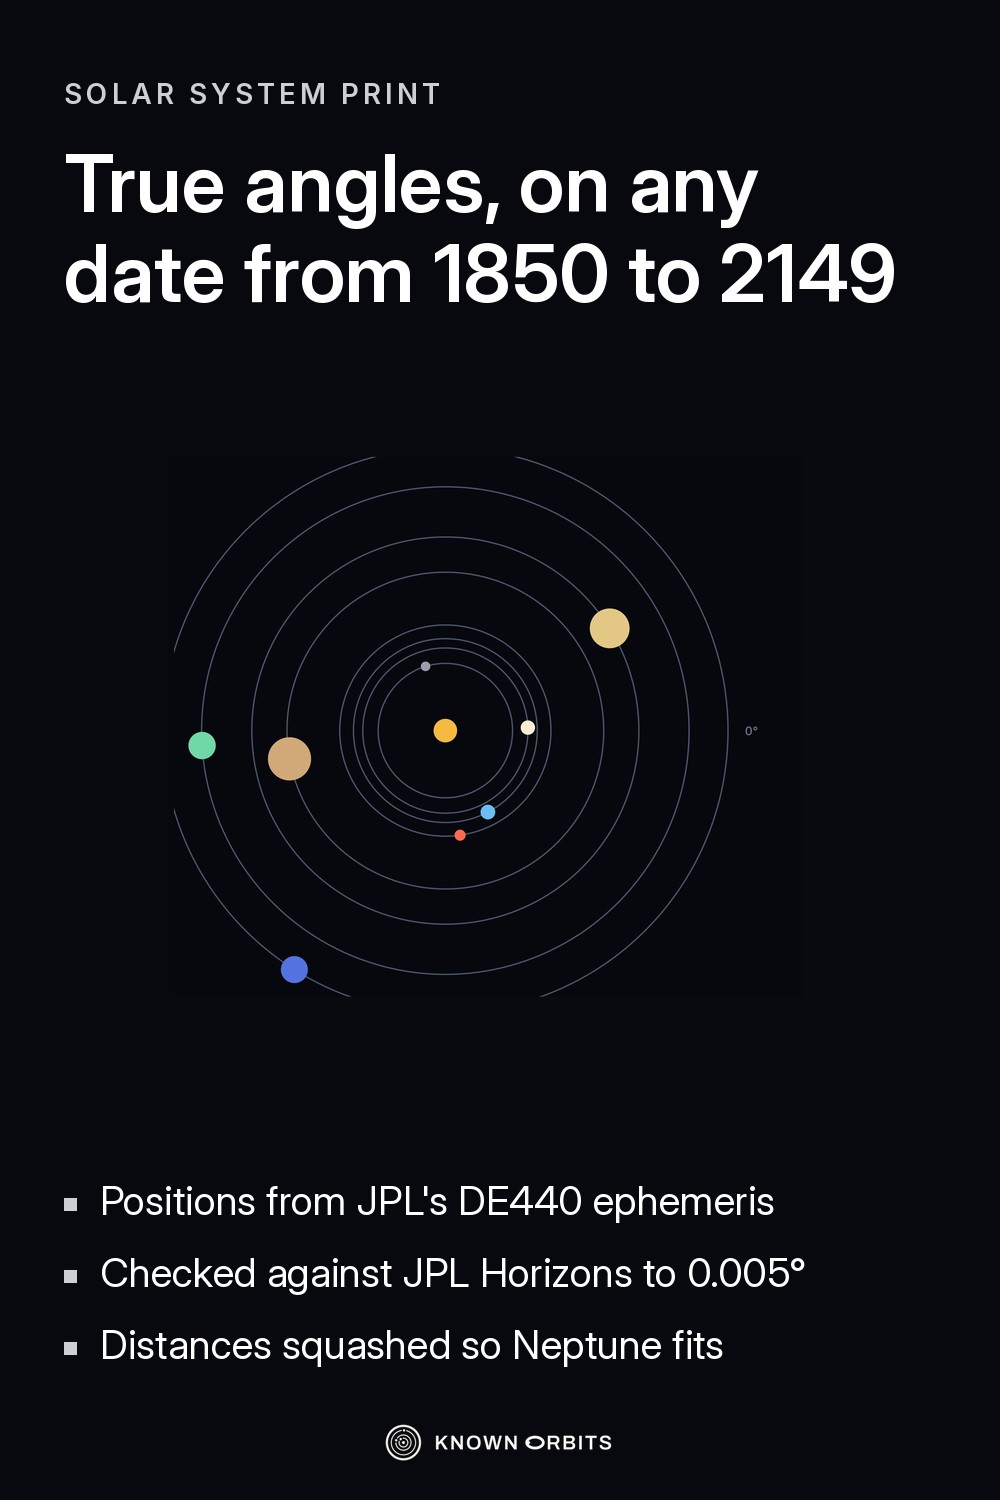 SOLAR SYSTEM PRINT
True angles, on any
date from 1850 to 2149
0°
Positions from JPL's DE440 ephemeris
Checked against JPL Horizons to 0.005°
Distances squashed so Neptune fits
KNOWN ORBITS